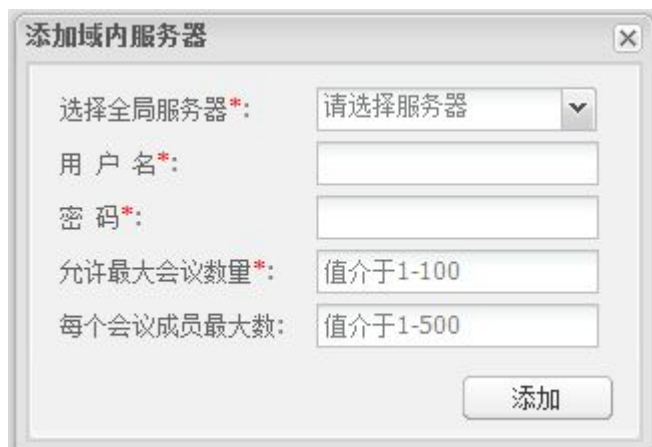 添加域内服务器
选择全局服务器*: 请选择服务器
用 户 名*:
密 码*:
允许最大会议数量*: 值介于1-100
每个会议成员最大数: 值介于1-500
添加